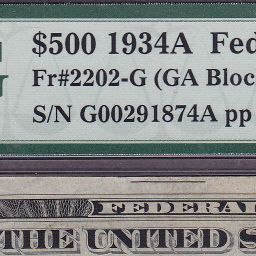 $500 1934A Fed
Fr#2202-G (GA Bloc
S/N G00291874A pp
FEDERAL
THE UNITED S